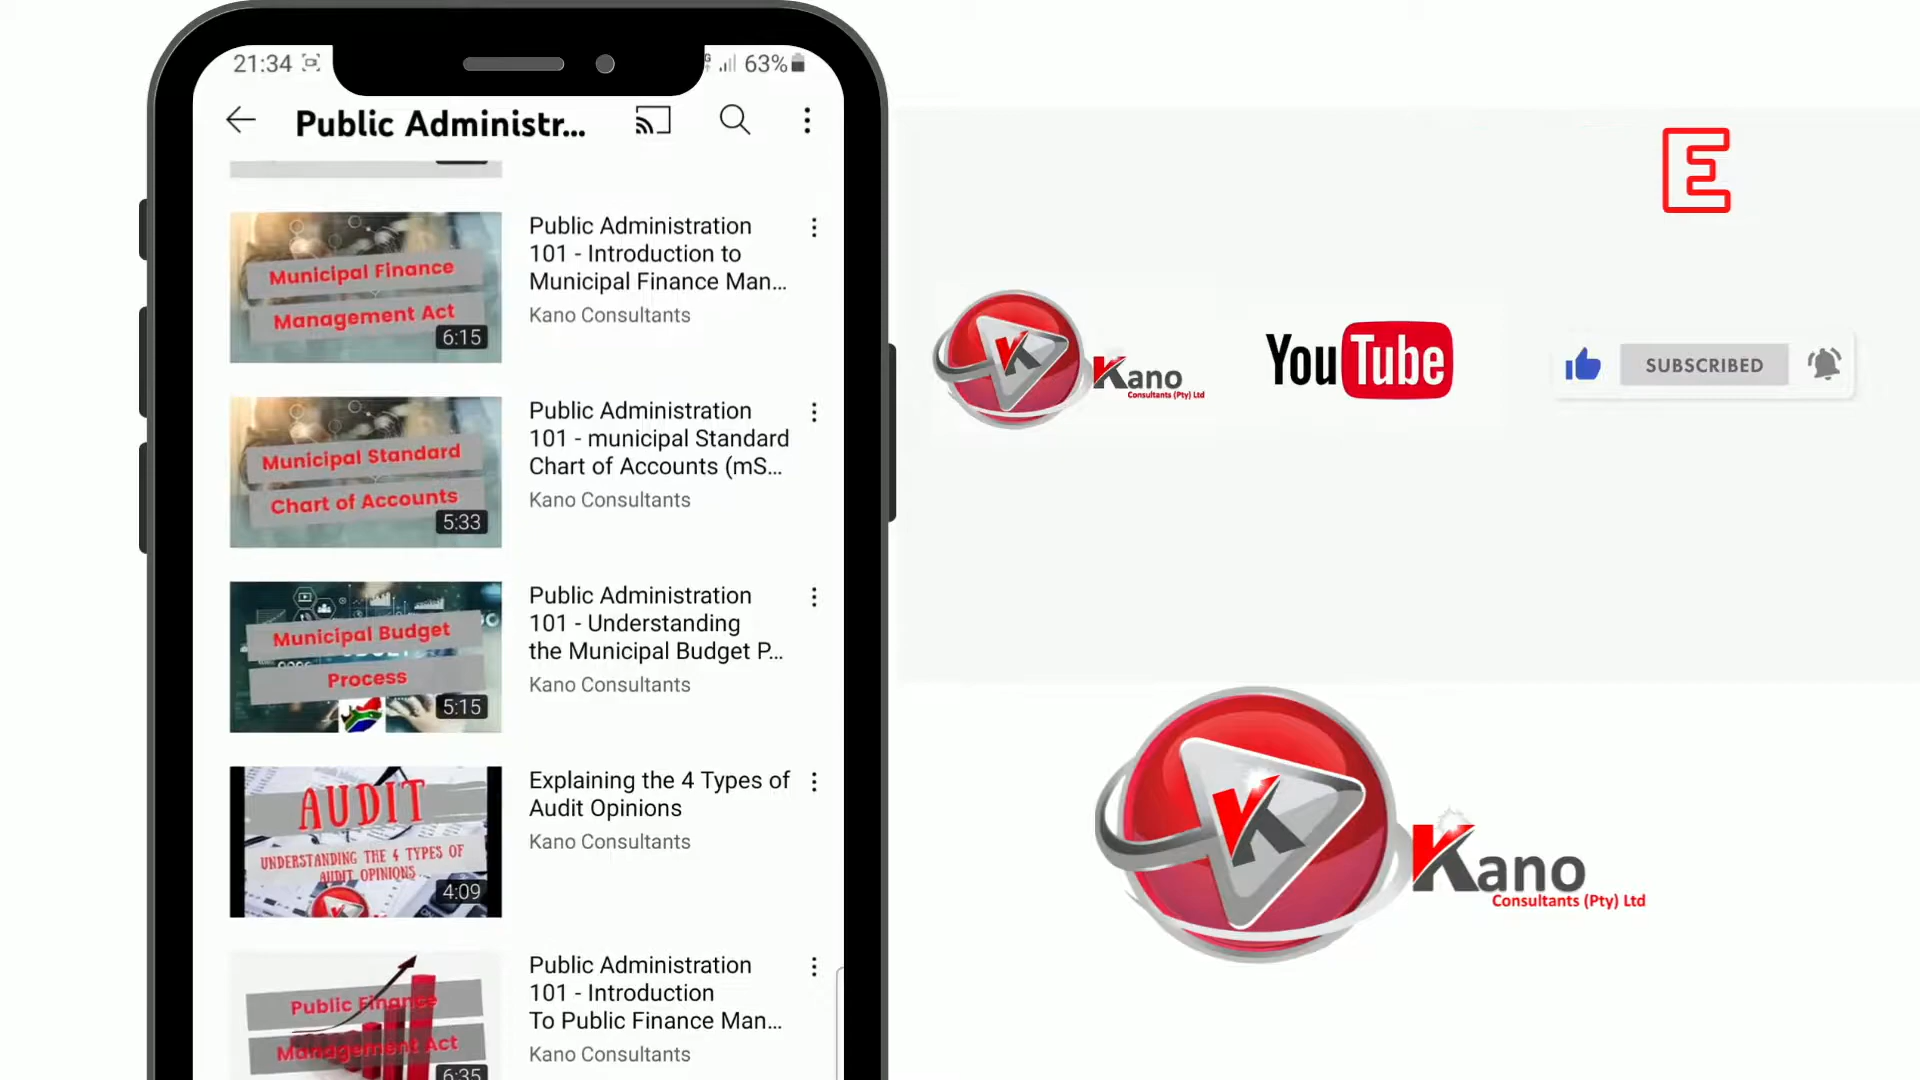 21:34
63%
Public Administr...
Municipal Finance
Management Act
6:15
Public Administration
101 - Introduction to
Municipal Finance Man...
Kano Consultants
Municipal Standard
Chart of Accounts
5:33
Public Administration
101 - municipal Standard
Chart of Accounts (mS...
Kano Consultants
Municipal Budget
Process
5:15
Public Administration
101 - Understanding
the Municipal Budget P...
Kano Consultants
AUDIT
UNDERSTANDING THE 4 TYPES OF
AUDIT OPINIONS
4:09
Explaining the 4 Types of
Audit Opinions
Kano Consultants
Public Finance
Management Act
6:35
Public Administration
101 - Introduction
To Public Finance Man...
Kano Consultants
E
K
Kano
Consultants (Pty) Ltd
YouTube
SUBSCRIBED
K
Kano
Consultants (Pty) Ltd